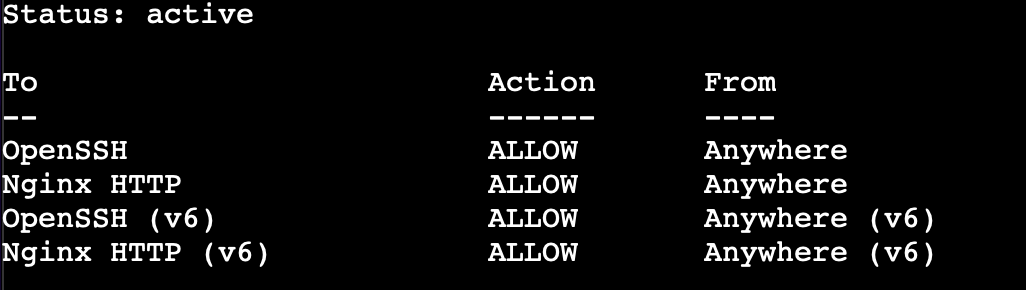 Status: active
To Action From
-- ------ ----
OpenSSH ALLOW Anywhere
Nginx HTTP ALLOW Anywhere
OpenSSH (v6) ALLOW Anywhere (v6)
Nginx HTTP (v6) ALLOW Anywhere (v6)